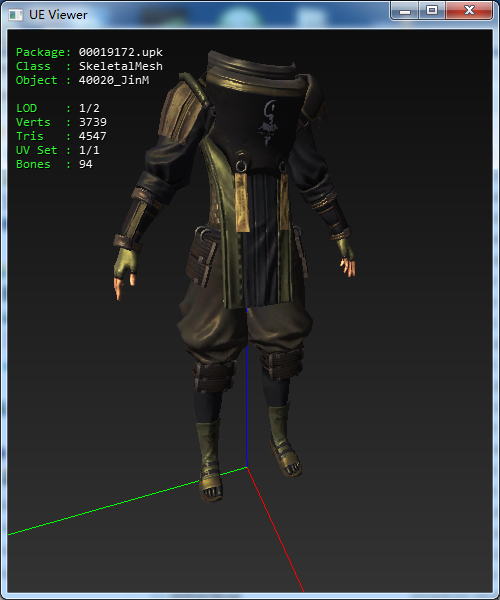 UE Viewer
Package: 00019172.upk
Class : SkeletalMesh
Object : 40020_JinM
LOD : 1/2
Verts : 3739
Tris : 4547
UV Set : 1/1
Bones : 94